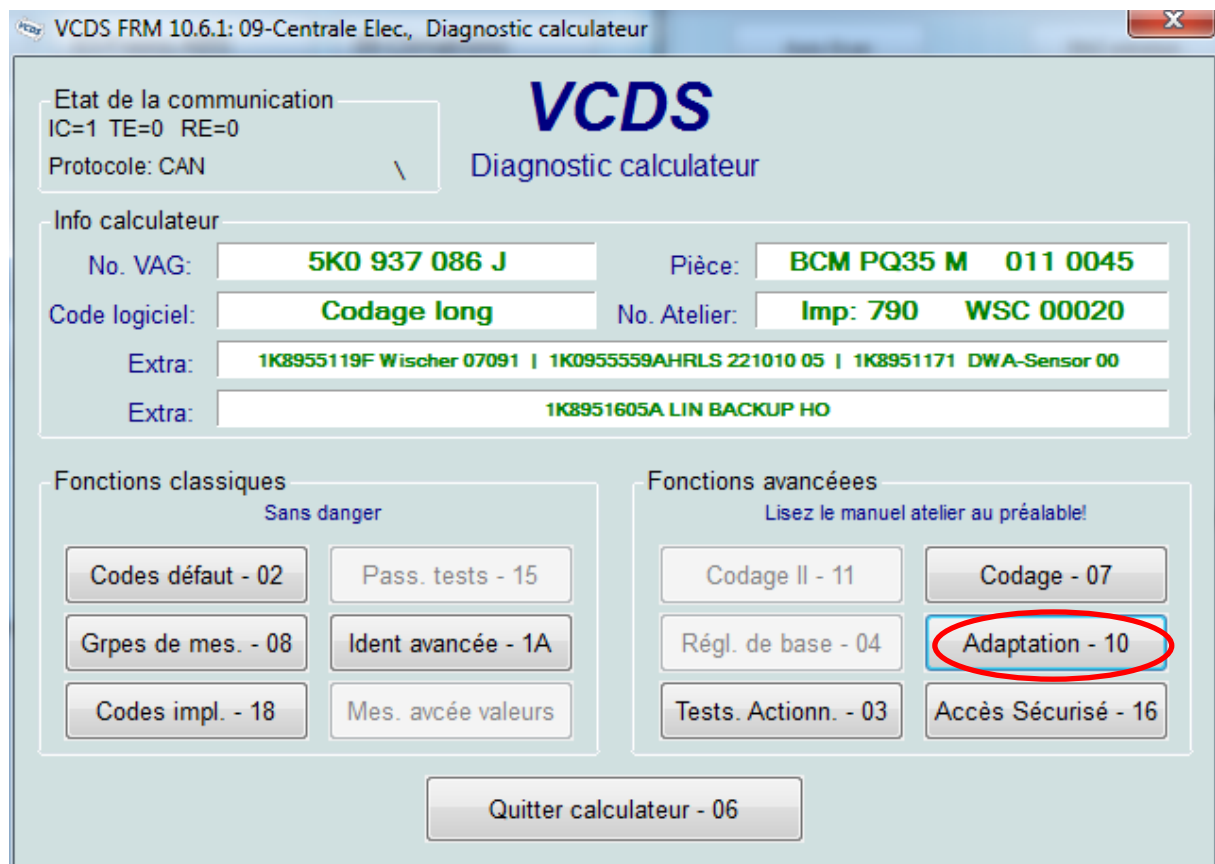 VCDS FRM 10.6.1: 09-Centrale Elec., Diagnostic calculateur
Etat de la communication
IC=1 TE=0 RE=0
Protocole: CAN \
VCDS
Diagnostic calculateur
Info calculateur
No. VAG: 5K0 937 086 J Pièce: BCM PQ35 M 011 0045
Code logiciel: Codage long No. Atelier: Imp: 790 WSC 00020
Extra: 1K8955119F Wischer 07091 | 1K0955559AHRLS 221010 05 | 1K8951171 DWA-Sensor 00
Extra: 1K8951605A LIN BACKUP HO
Fonctions classiques
Sans danger
Codes défaut - 02 Pass. tests - 15
Grpes de mes. - 08 Ident avancée - 1A
Codes impl. - 18 Mes. avcée valeurs
Fonctions avancéees
Lisez le manuel atelier au préalable!
Codage II - 11 Codage - 07
Régl. de base - 04 Adaptation - 10
Tests. Actionn. - 03 Accès Sécurisé - 16
Quitter calculateur - 06